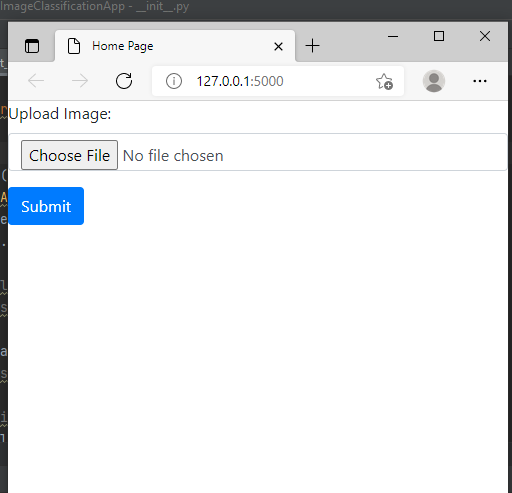 ImageClassificationApp - __init__.py
Home Page
127.0.0.1:5000
Upload Image:
Choose File No file chosen
Submit